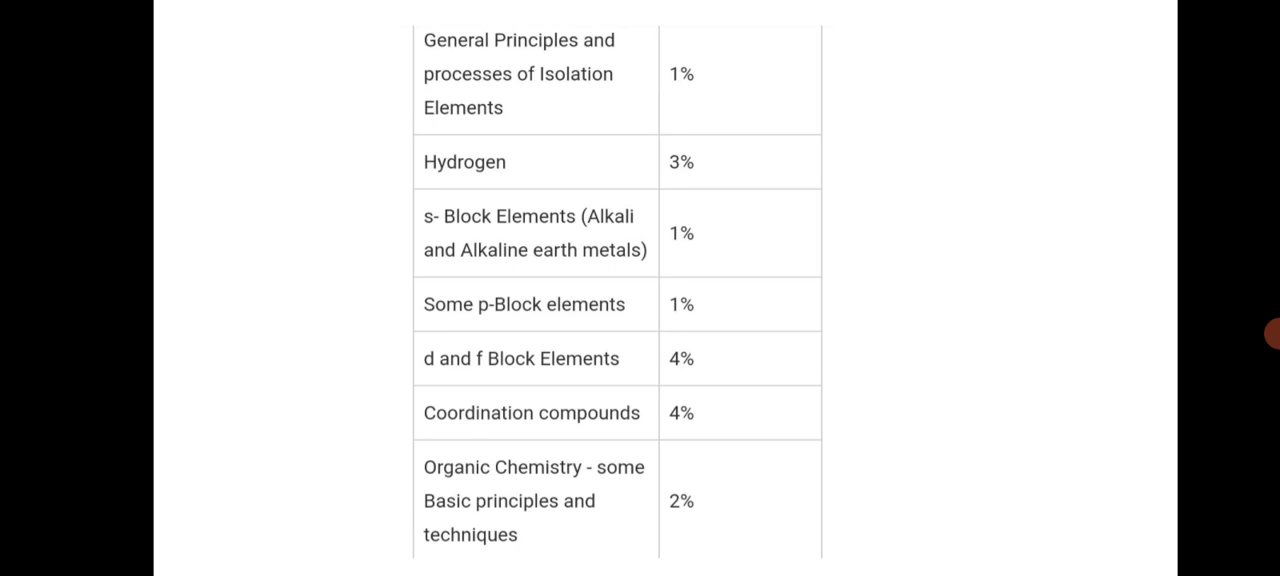 General Principles and
processes of Isolation
Elements
1%
Hydrogen
3%
s- Block Elements (Alkali
and Alkaline earth metals)
1%
Some p-Block elements
1%
d and f Block Elements
4%
Coordination compounds
4%
Organic Chemistry - some
Basic principles and
techniques
2%